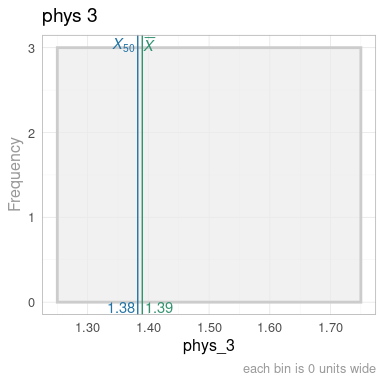 phys 3
X50 X̅
3
2
1
0
Frequency
1.38 1.39
1.30 1.40 1.50 1.60 1.70
phys_3
each bin is 0 units wide